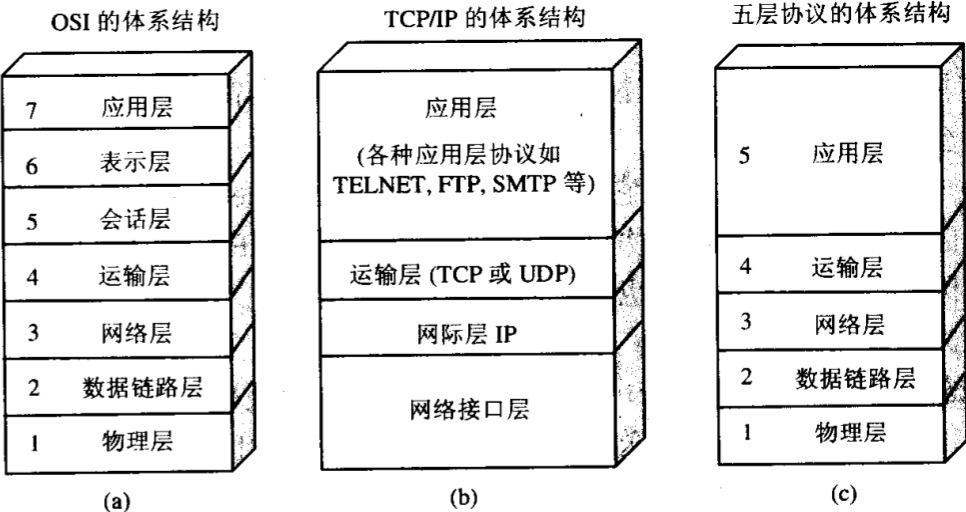 OSI 的体系结构
7 应用层
6 表示层
5 会话层
4 运输层
3 网络层
2 数据链路层
1 物理层
(a)
TCP/IP 的体系结构
应用层
(各种应用层协议如
TELNET, FTP, SMTP 等)
运输层 (TCP 或 UDP)
网际层 IP
网络接口层
(b)
五层协议的体系结构
5 应用层
4 运输层
3 网络层
2 数据链路层
1 物理层
(c)